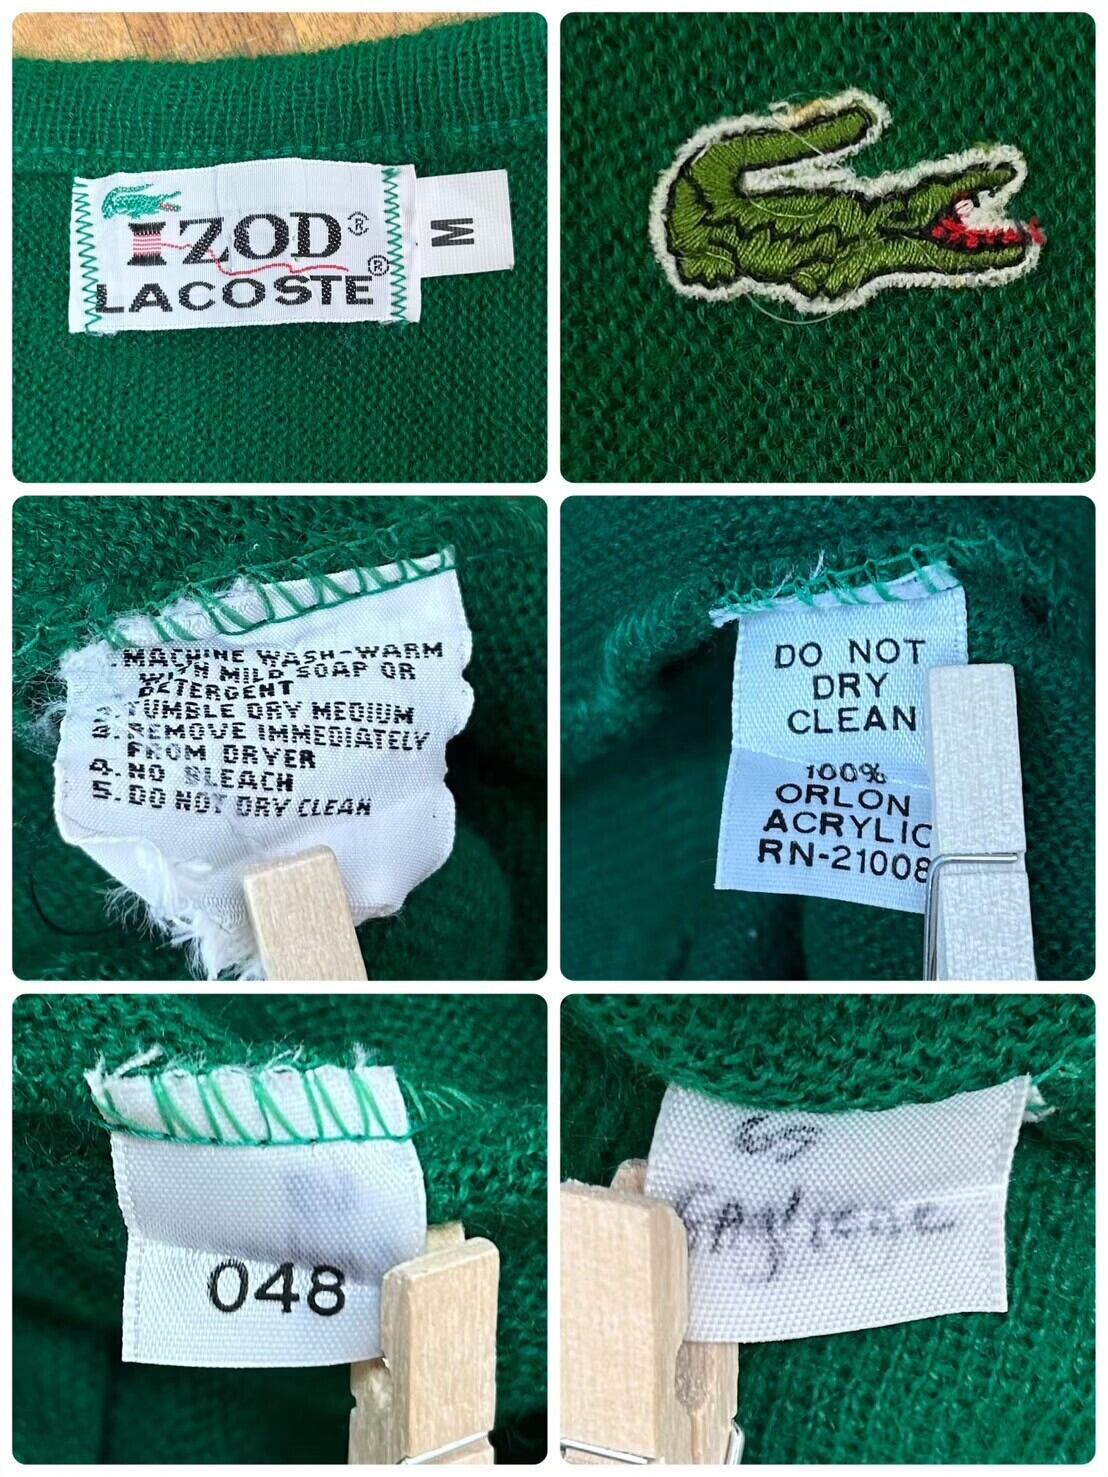 IZOD®
LACOSTE®
M
1. MACHINE WASH-WARM
WITH MILD SOAP OR
DETERGENT
2. TUMBLE DRY MEDIUM
3. REMOVE IMMEDIATELY
FROM DRYER
4. NO BLEACH
5. DO NOT DRY CLEAN
DO NOT
DRY
CLEAN
100%
ORLON
ACRYLIC
RN-21008
048